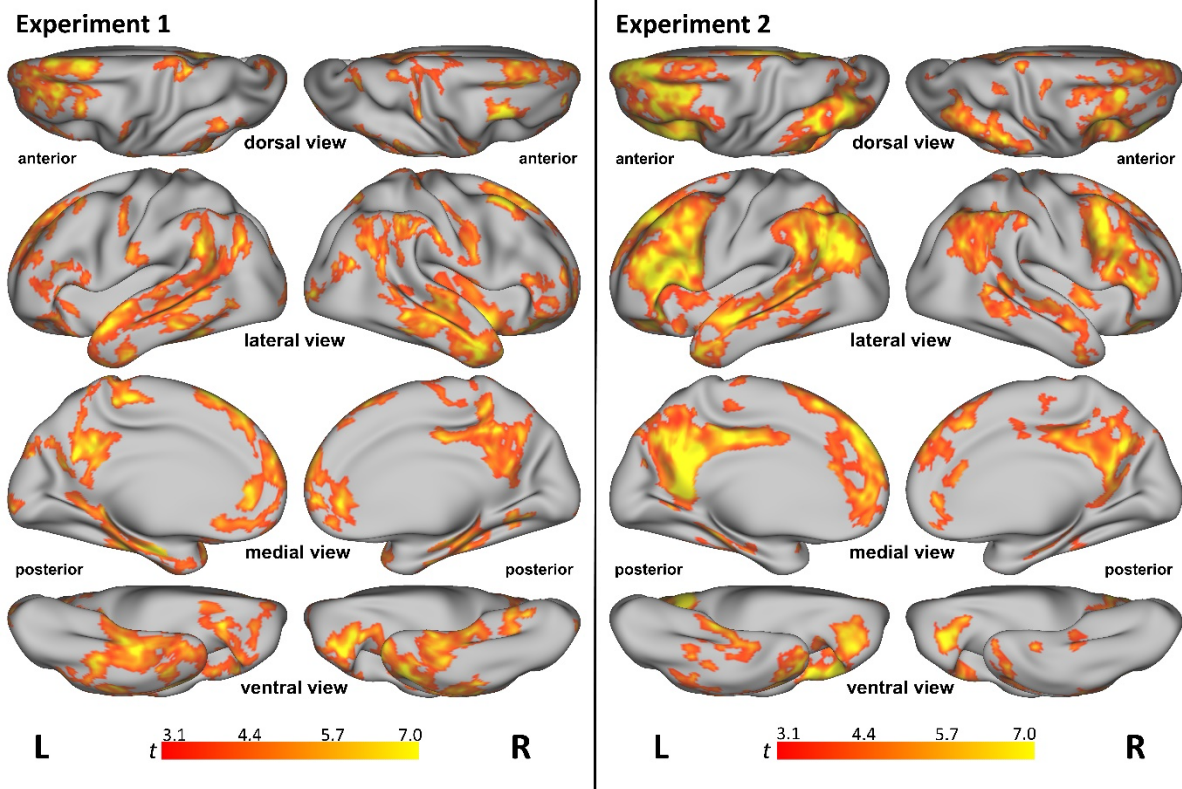 Experiment 1
dorsal view
anterior
anterior
lateral view
medial view
posterior
posterior
ventral view
L
t
3.1
4.4
5.7
7.0
R
Experiment 2
dorsal view
anterior
anterior
lateral view
medial view
posterior
posterior
ventral view
L
t
3.1
4.4
5.7
7.0
R